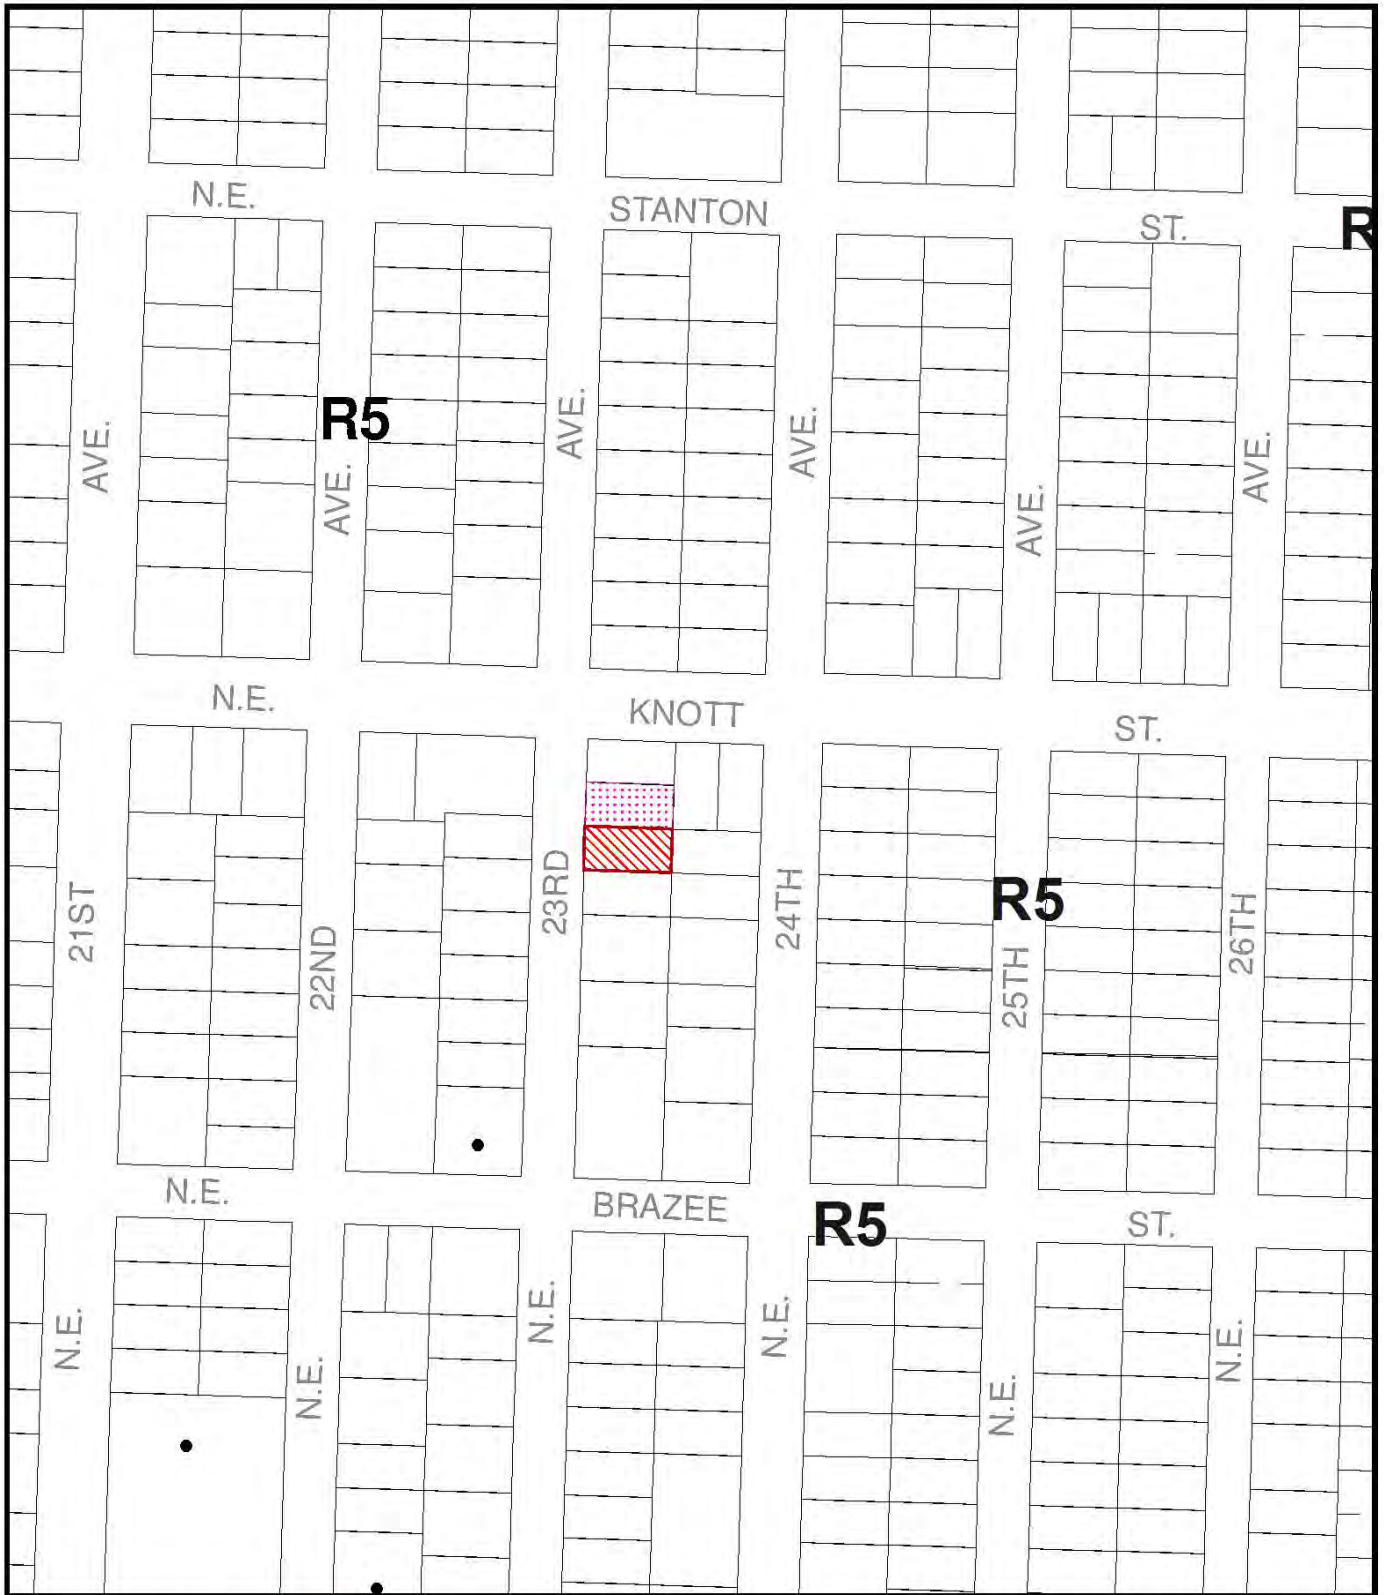 N.E. STANTON ST.
R
R5
AVE. AVE. AVE. AVE. AVE. AVE.
N.E. KNOTT ST.
R5
21ST 22ND 23RD 24TH 25TH 26TH
N.E. BRAZEE ST.
R5
N.E. N.E. N.E. N.E. N.E. N.E.